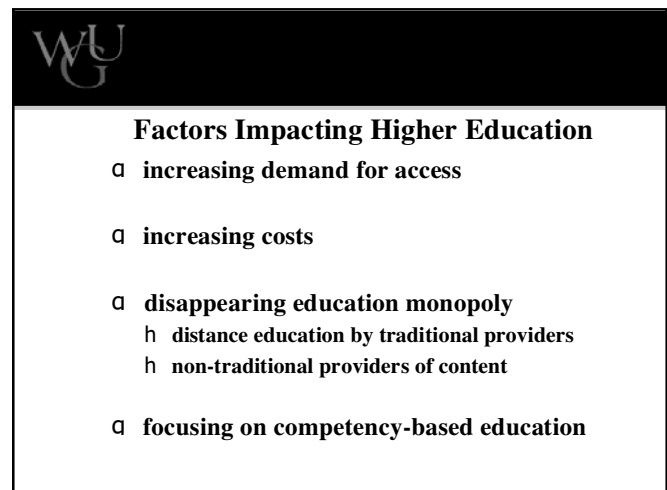 WGU
Factors Impacting Higher Education
q increasing demand for access
q increasing costs
q disappearing education monopoly
h distance education by traditional providers
h non-traditional providers of content
q focusing on competency-based education